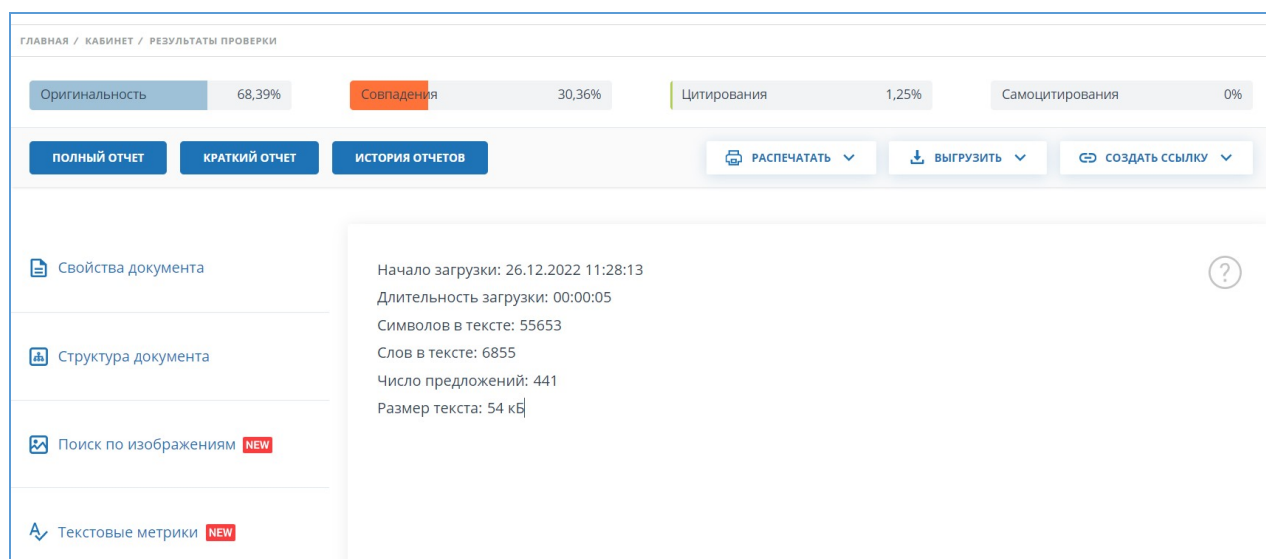 ГЛАВНАЯ / КАБИНЕТ / РЕЗУЛЬТАТЫ ПРОВЕРКИ
Оригинальность 68,39% Совпадения 30,36% Цитирования 1,25% Самоцитирования 0%
ПОЛНЫЙ ОТЧЕТ КРАТКИЙ ОТЧЕТ ИСТОРИЯ ОТЧЕТОВ РАСПЕЧАТАТЬ ВЫГРУЗИТЬ СОЗДАТЬ ССЫЛКУ
Свойства документа
Структура документа
Поиск по изображениям NEW
Текстовые метрики NEW
Начало загрузки: 26.12.2022 11:28:13
Длительность загрузки: 00:00:05
Символов в тексте: 55653
Слов в тексте: 6855
Число предложений: 441
Размер текста: 54 кБ
?